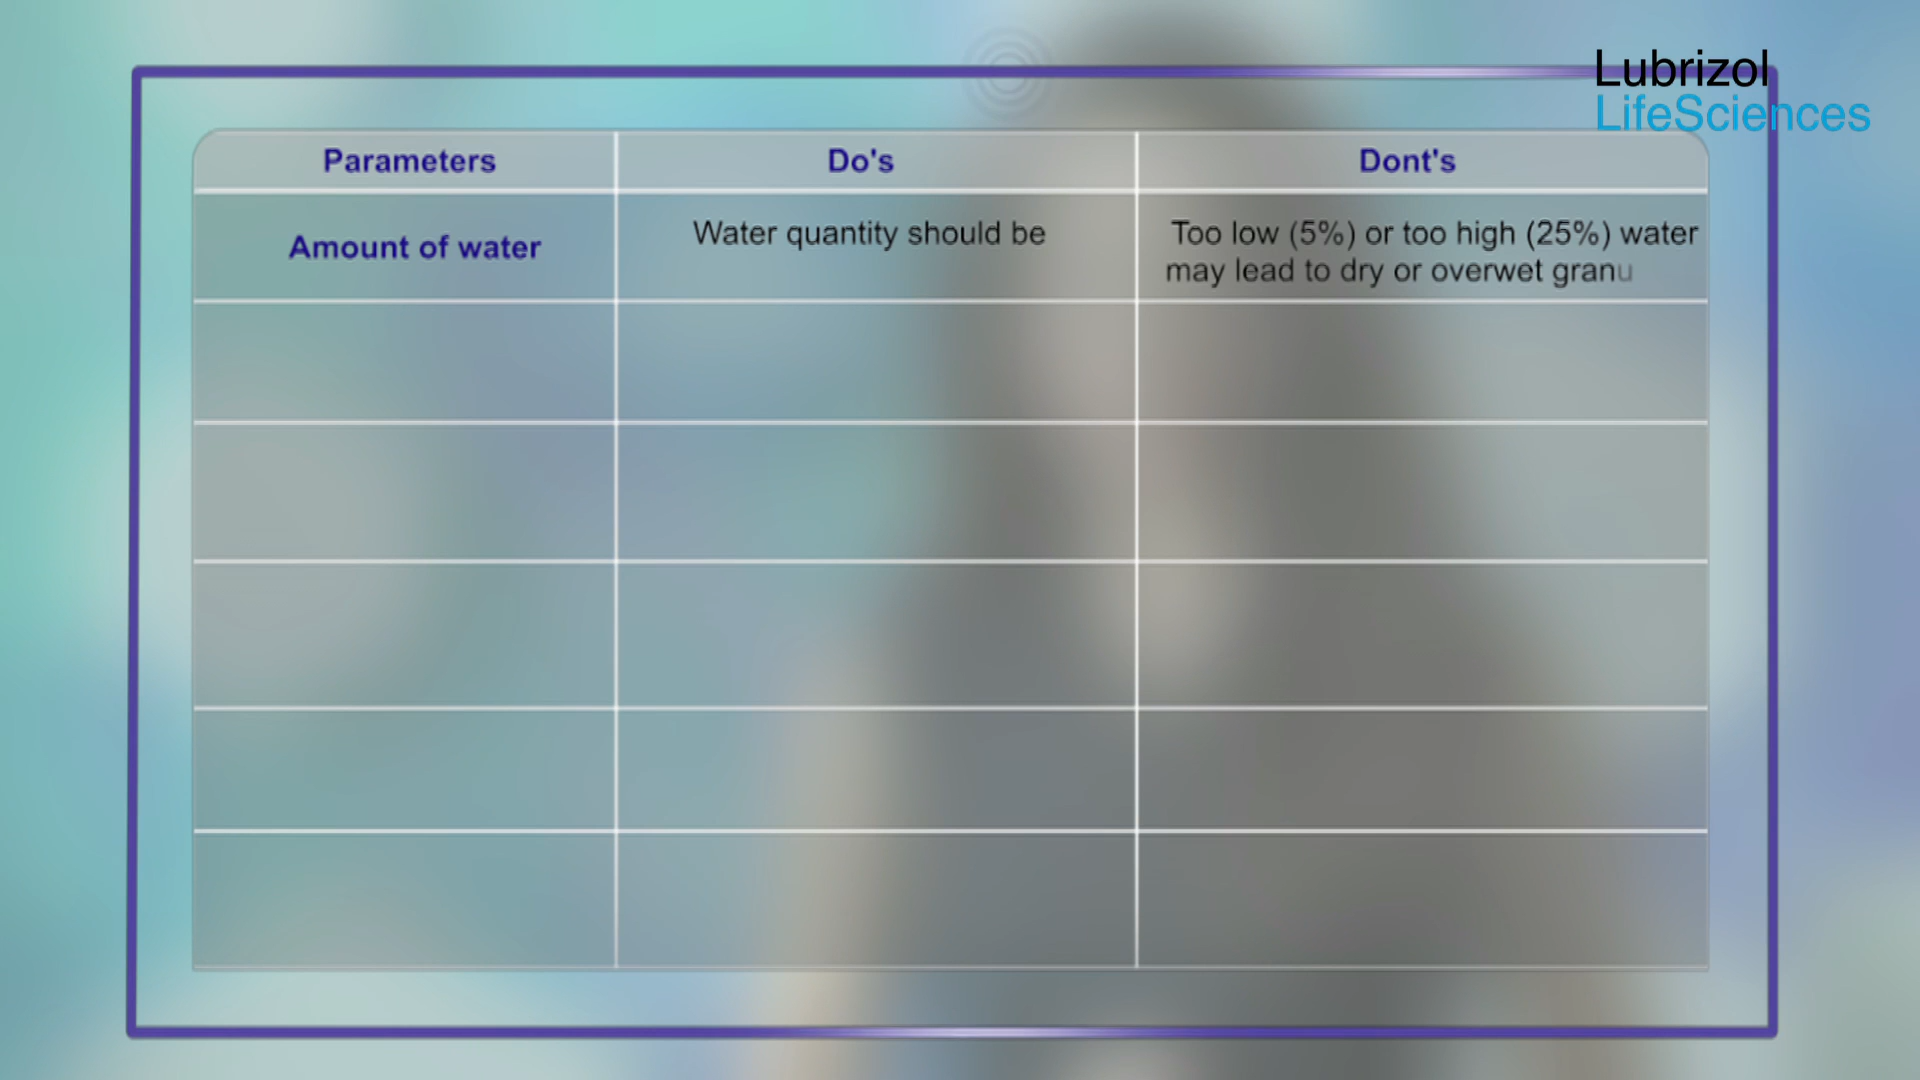 Lubrizol
LifeSciences
Parameters
Do's
Dont's
Amount of water
Water quantity should be
Too low (5%) or too high (25%) water
may lead to dry or overwet granu